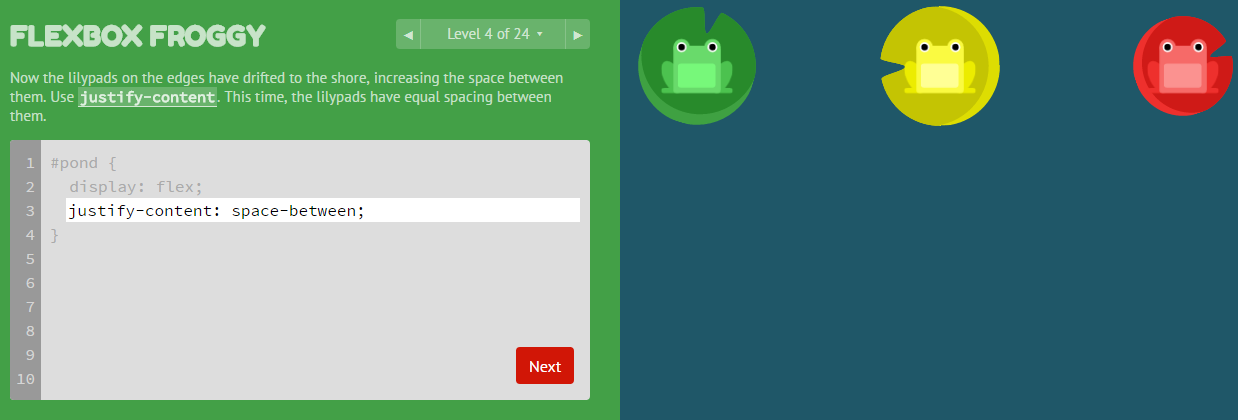 FLEXBOX FROGGY
◀ Level 4 of 24 ▾ ▶
Now the lilypads on the edges have drifted to the shore, increasing the space between
them. Use justify-content. This time, the lilypads have equal spacing between
them.
1 #pond {
2 display: flex;
3 justify-content: space-between;
4 }
5
6
7
8
9
10
Next